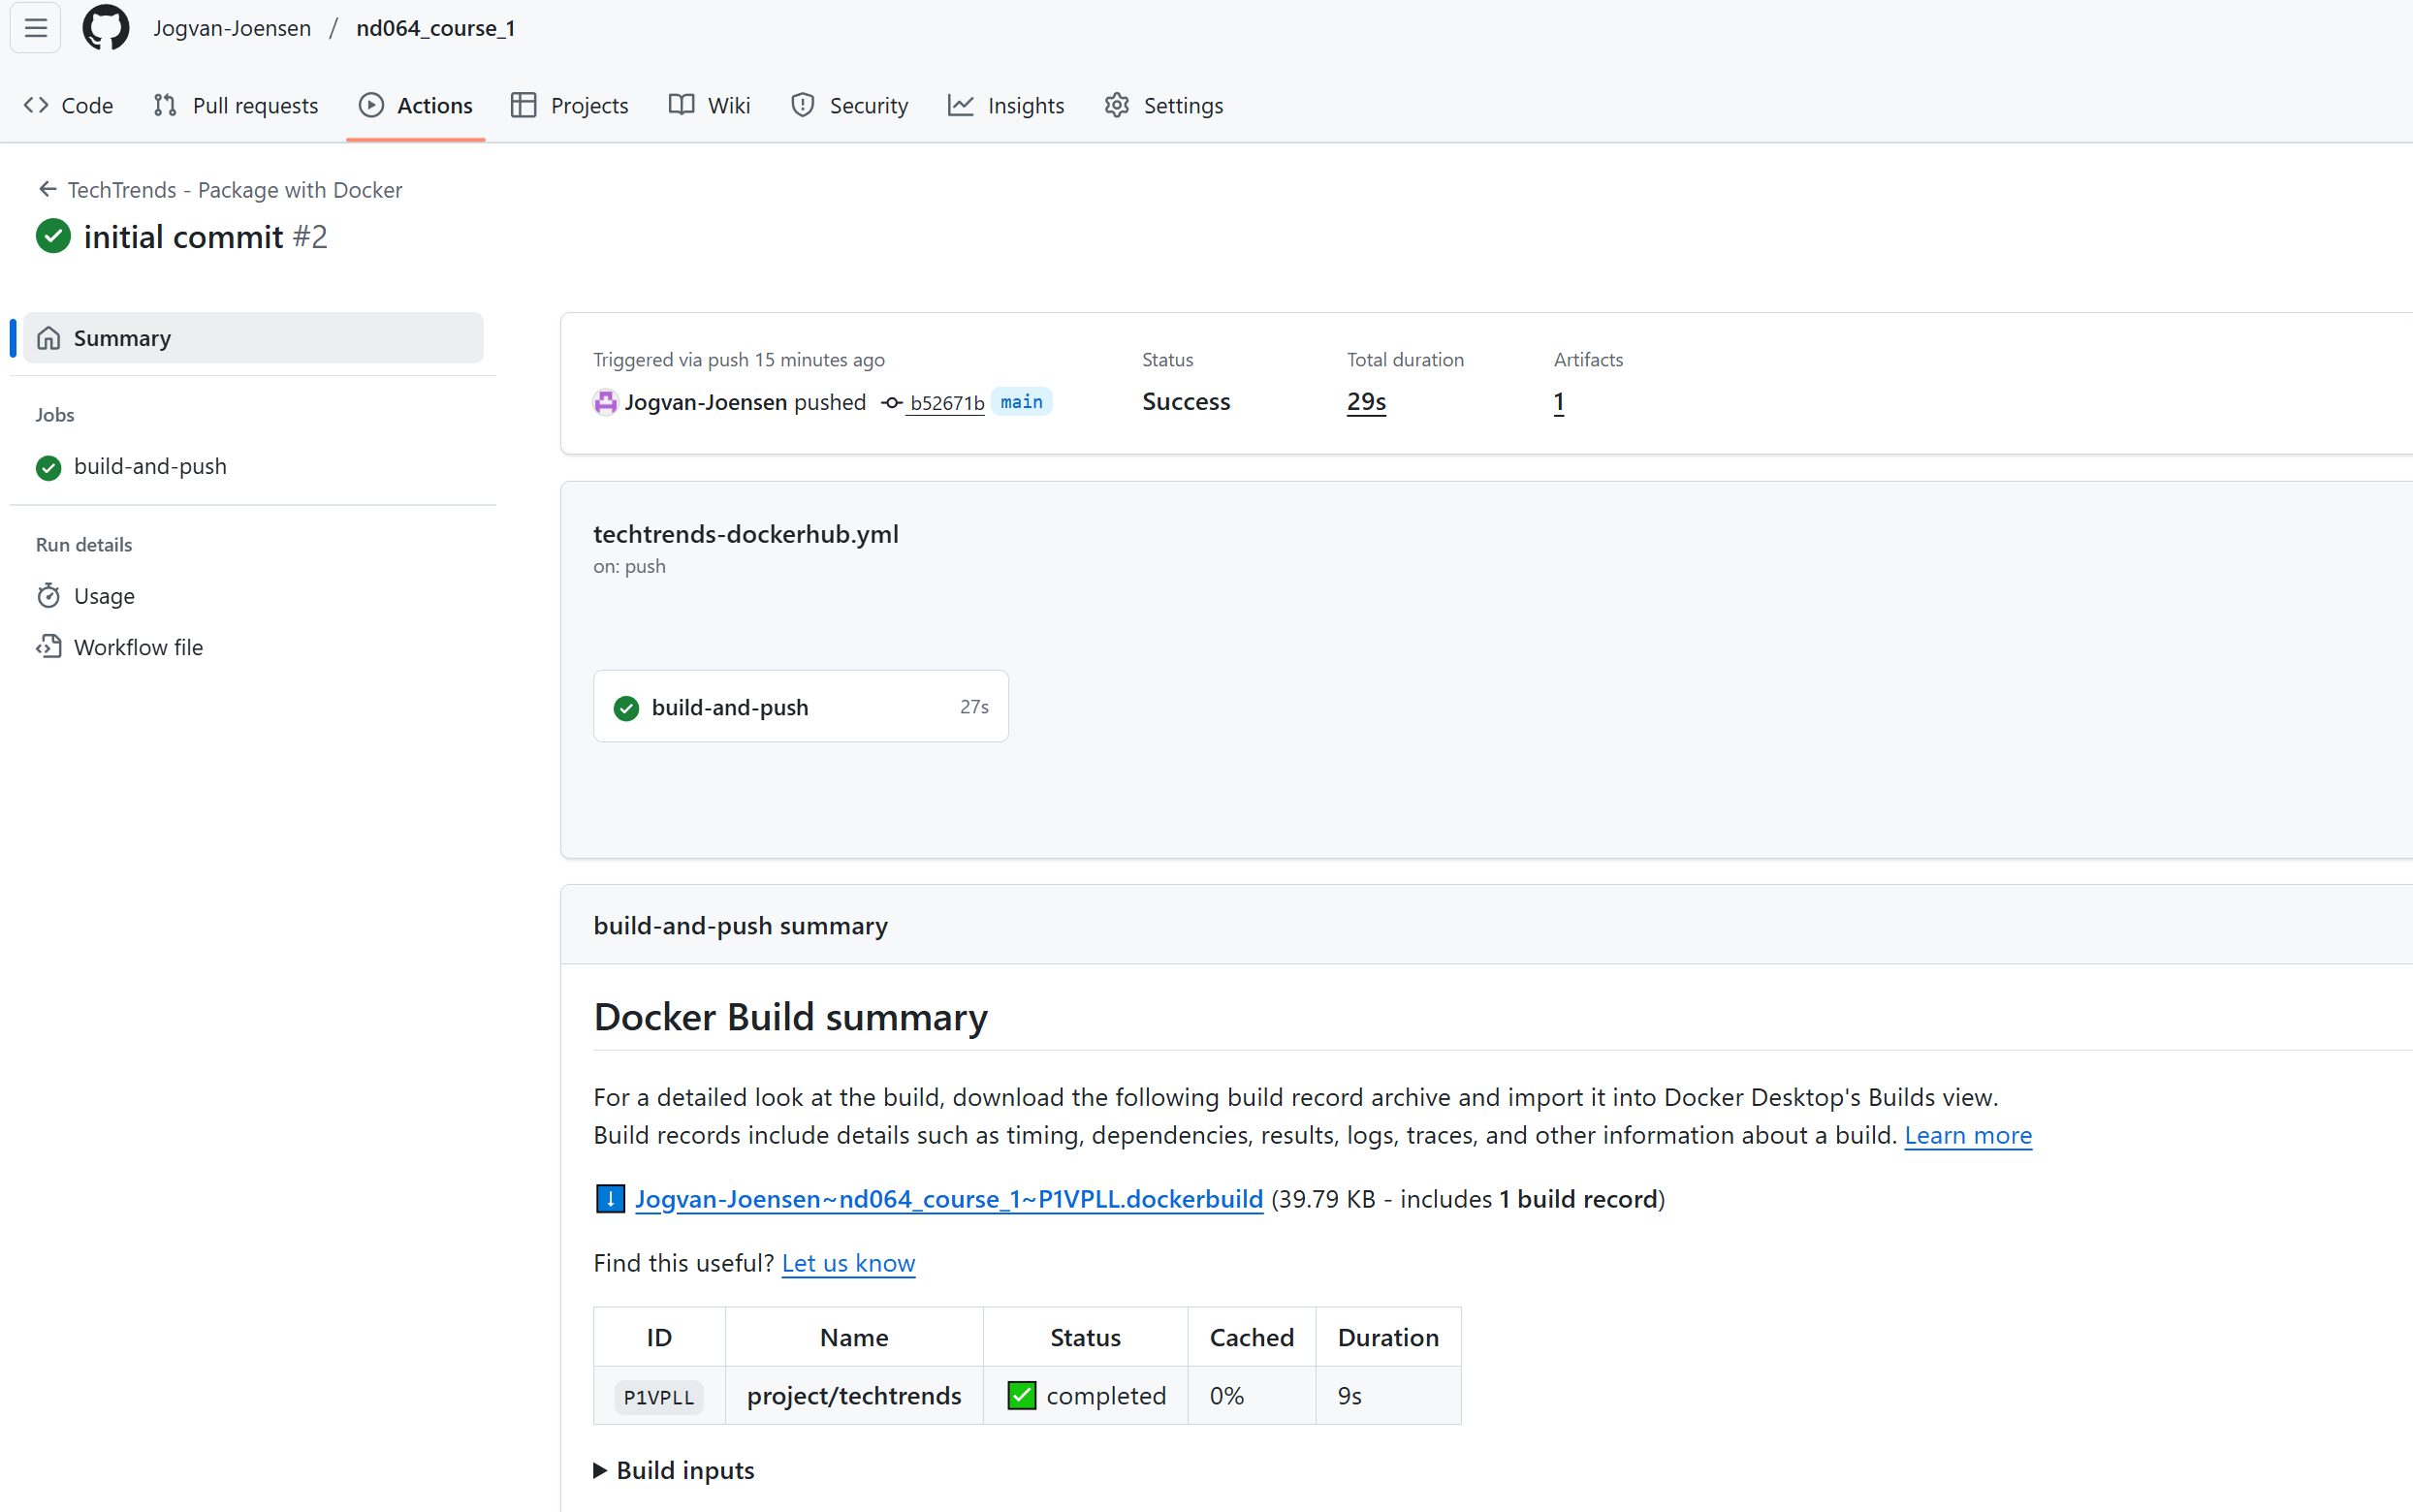 Jogvan-Joensen / nd064_course_1
Code Pull requests Actions Projects Wiki Security Insights Settings
TechTrends - Package with Docker
initial commit #2
Summary
Jobs
build-and-push
Run details
Usage
Workflow file
Triggered via push 15 minutes ago
Jogvan-Joensen pushed b52671b main
Status
Success
Total duration
29s
Artifacts
1
techtrends-dockerhub.yml
on: push
build-and-push 27s
build-and-push summary
Docker Build summary
For a detailed look at the build, download the following build record archive and import it into Docker Desktop's Builds view.
Build records include details such as timing, dependencies, results, logs, traces, and other information about a build. Learn more
Jogvan-Joensen~nd064_course_1~P1VPLL.dockerbuild (39.79 KB - includes 1 build record)
Find this useful? Let us know
ID Name Status Cached Duration
P1VPLL project/techtrends completed 0% 9s
Build inputs